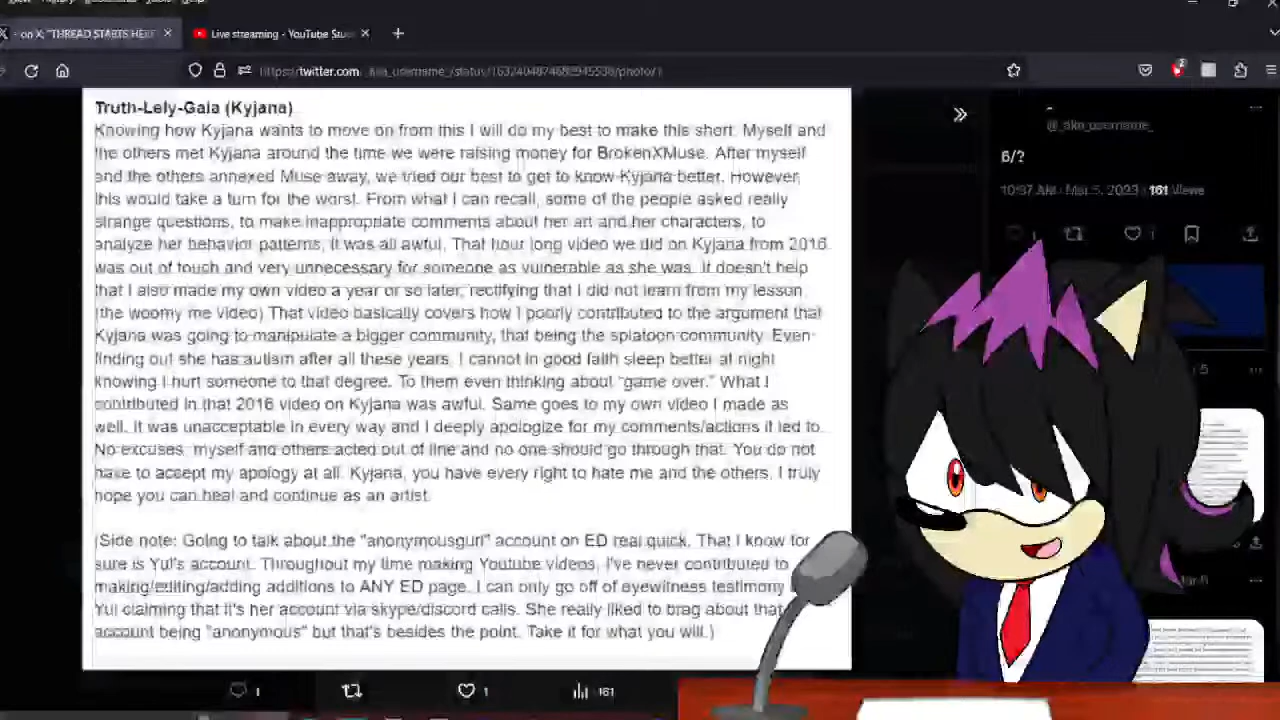 on X: "THREAD STARTS HERE
Live streaming - YouTube Stu
https://twitter.com
/status/1632404874682945538/photo/1
Truth-Lely-Gaia (Kyjana)
Knowing how Kyjana wants to move on from this I will do my best to make this short. Myself and
the others met Kyjana around the time we were raising money for BrokenXMuse. After myself
and the others annexed Muse away, we tried our best to get to know Kyjana better. However,
this would take a turn for the worst. From what I can recall, some of the people asked really
strange questions, to make inappropriate comments about her art and her characters, to
analyze her behavior patterns, it was all awful. That hour long video we did on Kyjana from 2016
was out of touch and very unnecessary for someone as vulnerable as she was. It doesn't help
that I also made my own video a year or so later, rectifying that I did not learn from my lesson
(the woomy me video) That video basically covers how I poorly contributed to the argument that
Kyjana was going to manipulate a bigger community, that being the splatoon community. Even
finding out she has autism after all these years, I cannot in good faith sleep better at night
knowing I hurt someone to that degree. To them even thinking about "game over." What I
contributed in that 2016 video on Kyjana was awful. Same goes to my own video I made as
well. It was unacceptable in every way and I deeply apologize for my comments/actions it led to.
No excuses, myself and others acted out of line and no one should go through that. You do not
have to accept my apology at all. Kyjana, you have every right to hate me and the others, I truly
hope you can heal and continue as an artist.
(Side note: Going to talk about the "anonymousgurl" account on ED real quick. That I know for
sure is Yui's account. Throughout my time making Youtube videos, I've never contributed to
making/editing/adding additions to ANY ED page. I can only go off of eyewitness testimony
Yui claiming that it's her account via skype/discord calls. She really liked to brag about that
account being "anonymous" but that's besides the point. Take it for what you will.)
1
1
161
6/?
10:37 AM · Mar 5, 2023 · 161 Views
1
1